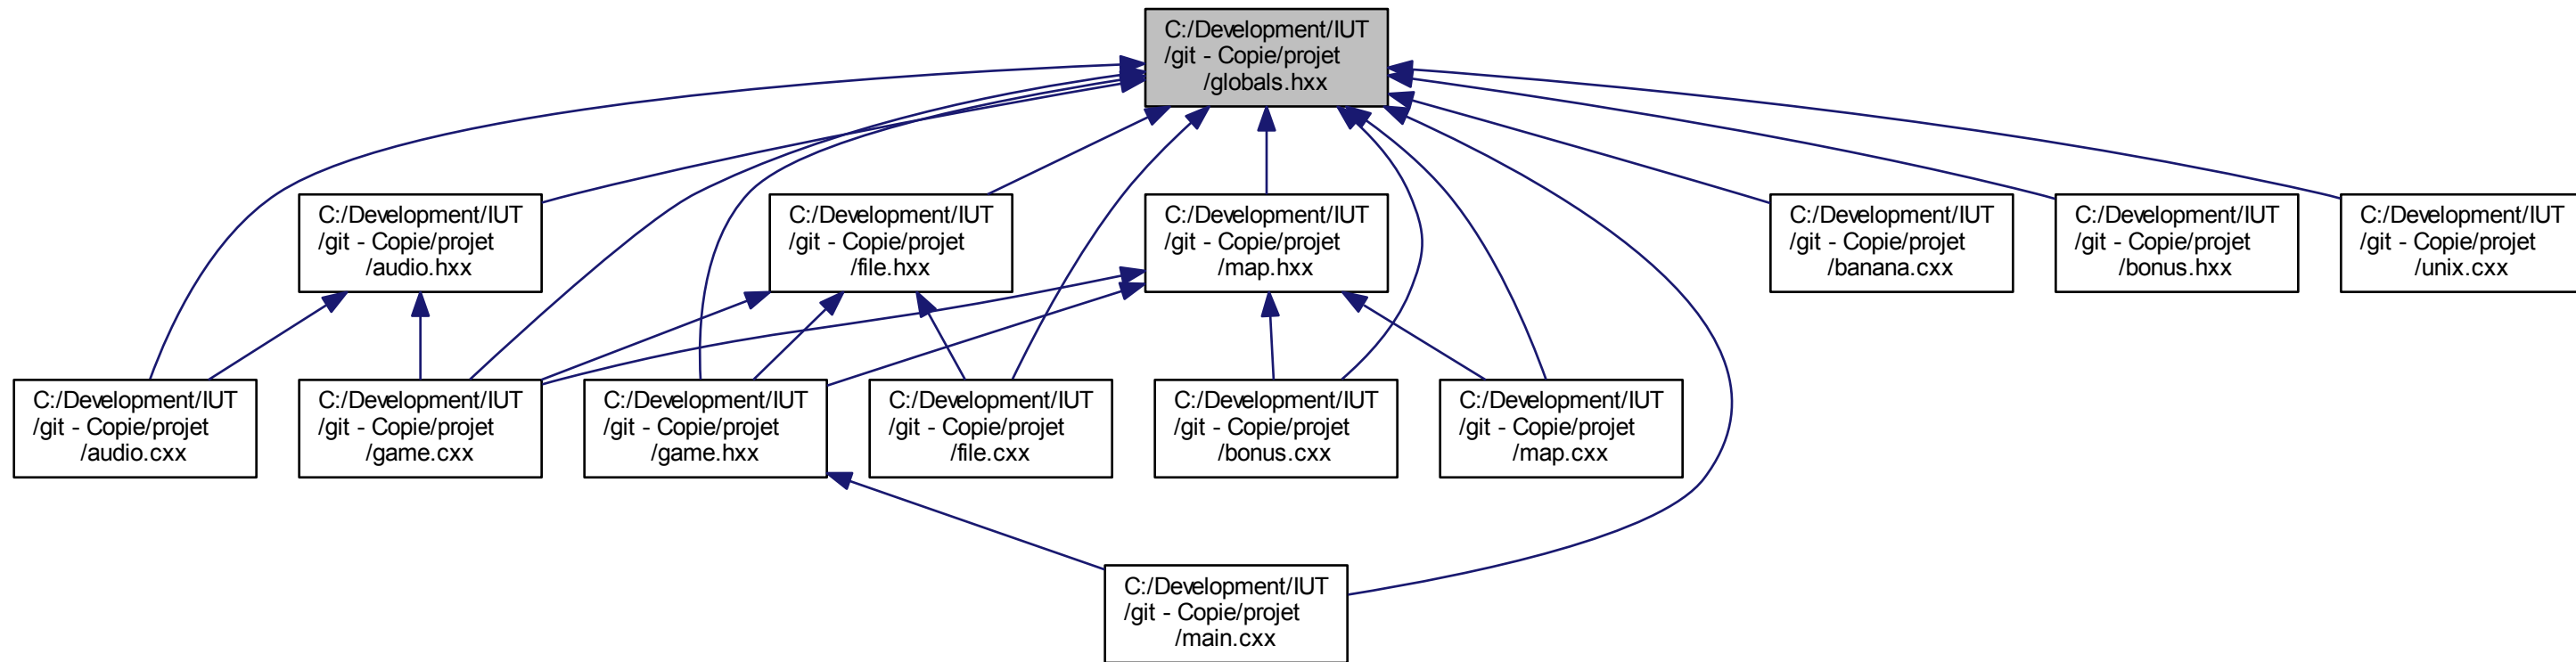 C:/Development/IUT
/git - Copie/projet
/globals.hxx
C:/Development/IUT
/git - Copie/projet
/audio.hxx
C:/Development/IUT
/git - Copie/projet
/file.hxx
C:/Development/IUT
/git - Copie/projet
/map.hxx
C:/Development/IUT
/git - Copie/projet
/banana.cxx
C:/Development/IUT
/git - Copie/projet
/bonus.hxx
C:/Development/IUT
/git - Copie/projet
/unix.cxx
C:/Development/IUT
/git - Copie/projet
/audio.cxx
C:/Development/IUT
/git - Copie/projet
/game.cxx
C:/Development/IUT
/git - Copie/projet
/game.hxx
C:/Development/IUT
/git - Copie/projet
/file.cxx
C:/Development/IUT
/git - Copie/projet
/bonus.cxx
C:/Development/IUT
/git - Copie/projet
/map.cxx
C:/Development/IUT
/git - Copie/projet
/main.cxx